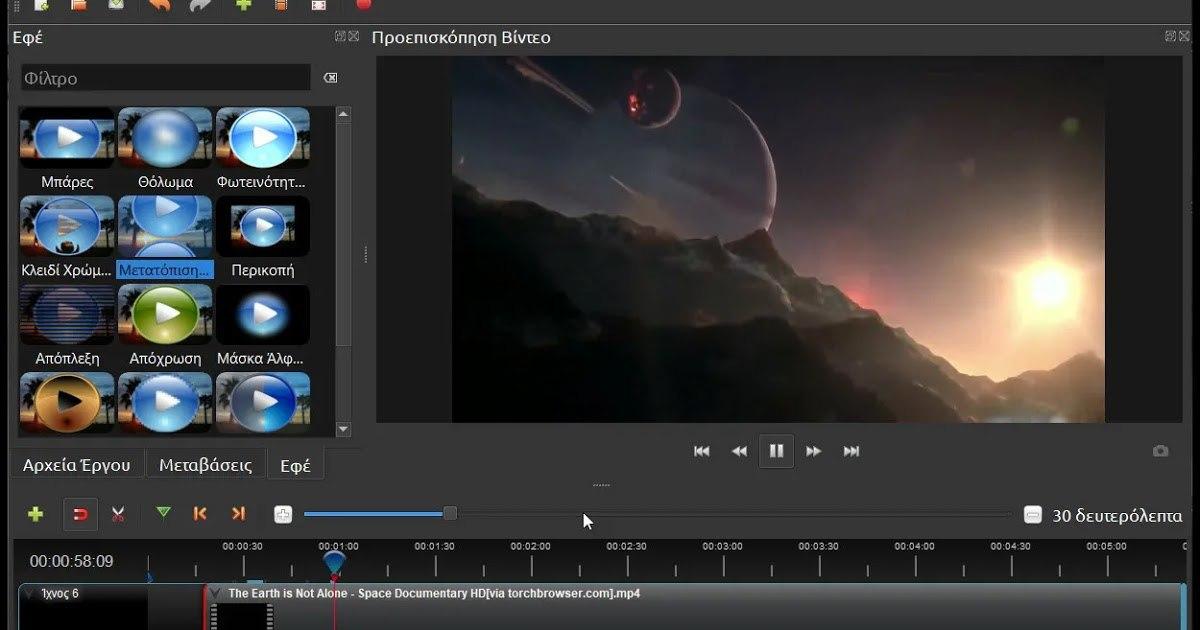 Εφέ
Προεπισκόπηση Βίντεο
Φίλτρο
Μπάρες Θόλωμα Φωτεινότητ...
Κλειδί Χρώμ... Μετατόπιση... Περικοπή
Απόπλεξη Απόχρωση Μάσκα Άλφ...
Αρχεία Έργου Μεταβάσεις Εφέ
30 δευτερόλεπτα
00:00:58:09
00:00:30 00:01:00 00:01:30 00:02:00 00:02:30 00:03:00 00:03:30 00:04:00 00:04:30 00:05:00
Ίχνος 6
The Earth is Not Alone - Space Documentary HD[via torchbrowser.com].mp4